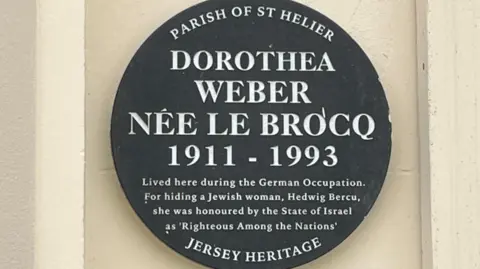 PARISH OF ST HELIER
DOROTHEA
WEBER
NÉE LE BROCQ
1911 - 1993
Lived here during the German Occupation.
For hiding a Jewish woman, Hedwig Bercu,
she was honoured by the State of Israel
as 'Righteous Among the Nations'
JERSEY HERITAGE